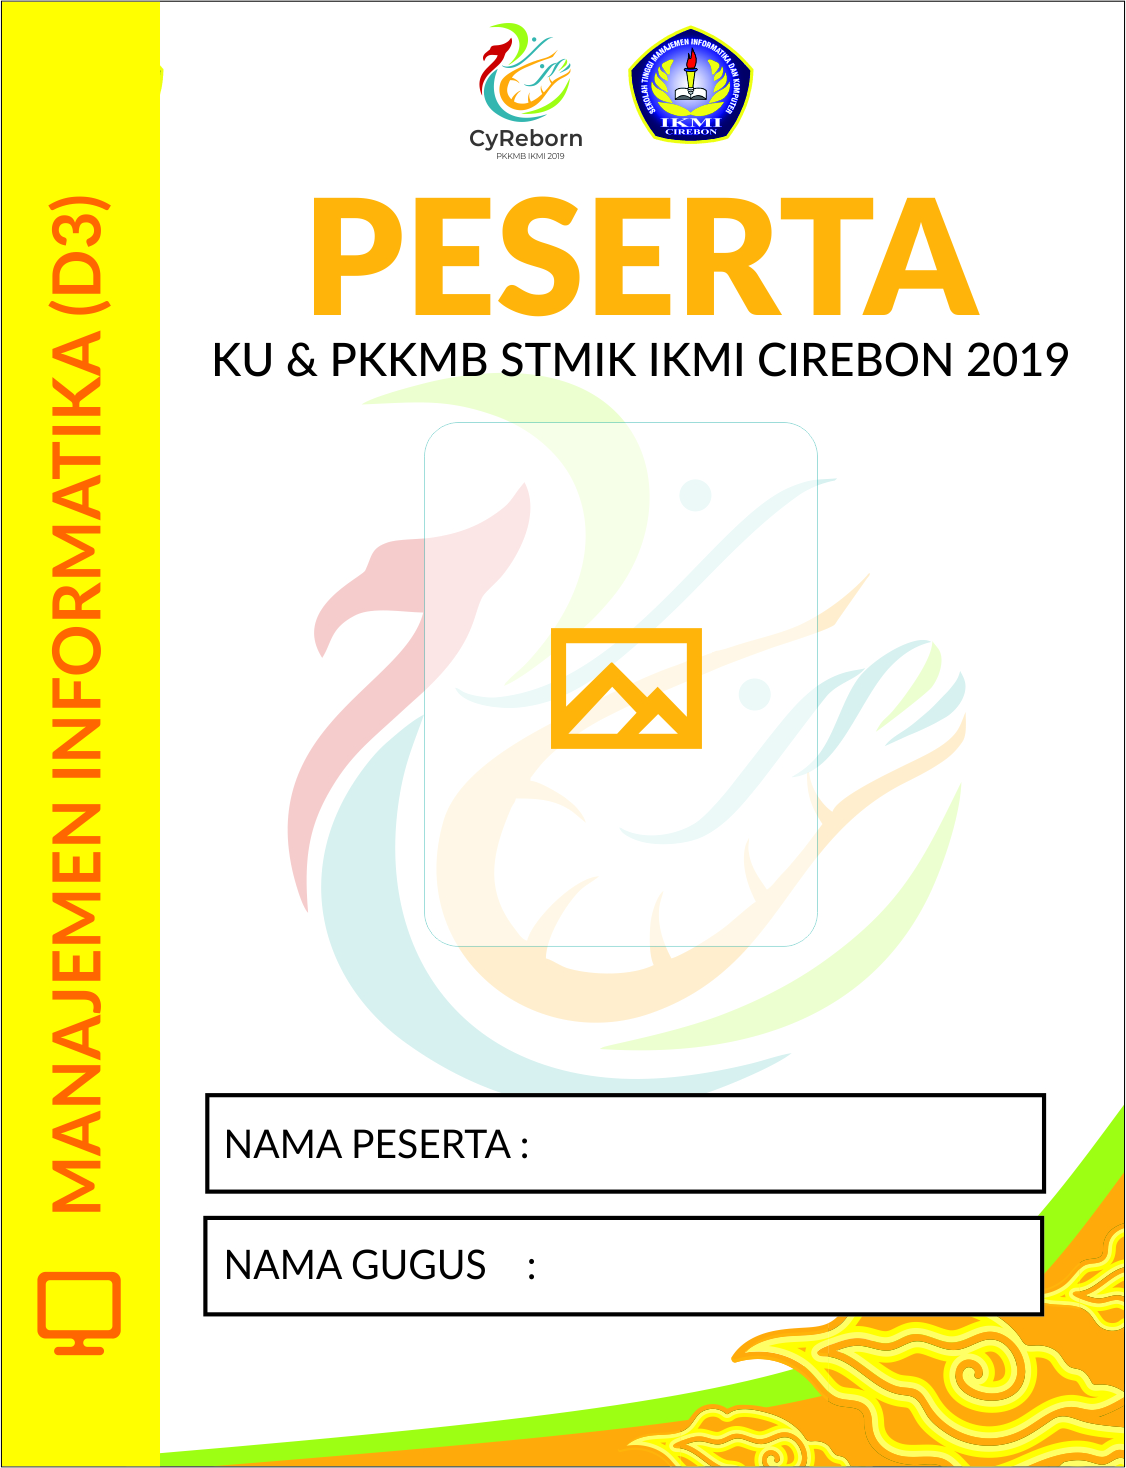 CyReborn
PKKMB IKMI 2019
SEKOLAH TINGGI MANAJEMEN INFORMATIKA DAN KOMPUTER
IKMI
CIREBON
PESERTA
KU & PKKMB STMIK IKMI CIREBON 2019
MANAJEMEN INFORMATIKA (D3)
NAMA PESERTA :
NAMA GUGUS :